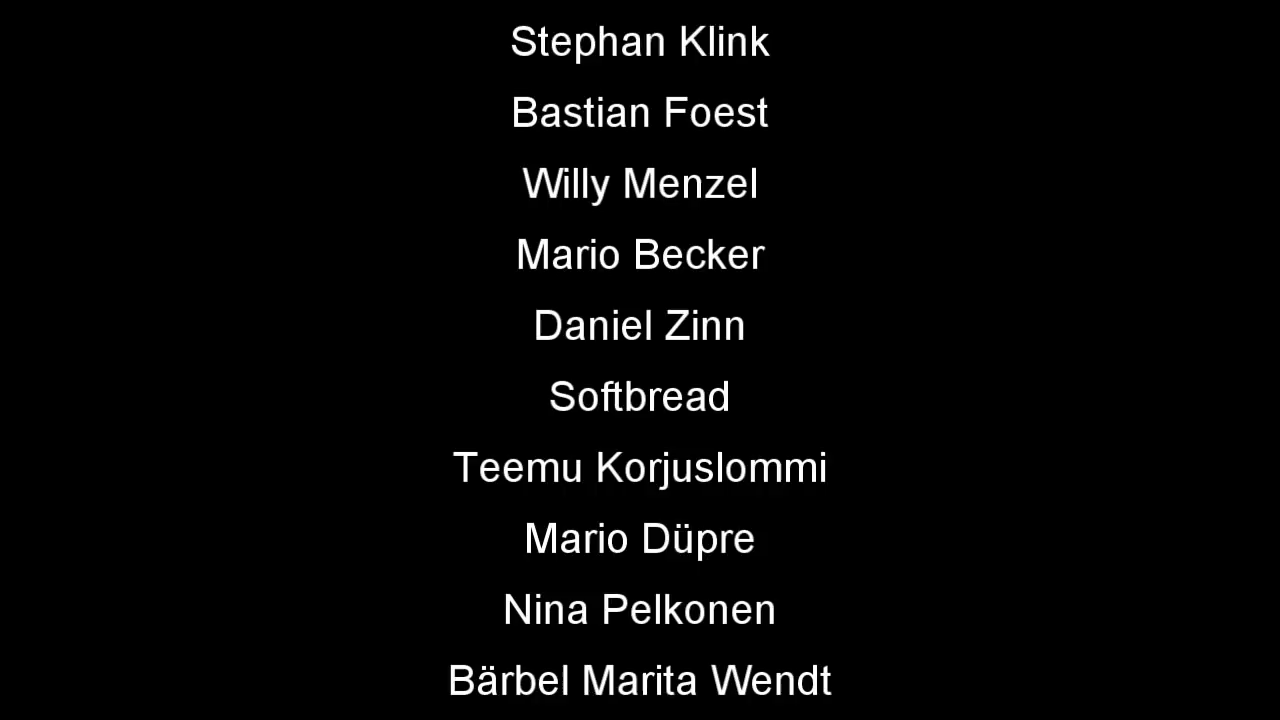 Stephan Klink
Bastian Foest
Willy Menzel
Mario Becker
Daniel Zinn
Softbread
Teemu Korjuslommi
Mario Düpre
Nina Pelkonen
Bärbel Marita Wendt